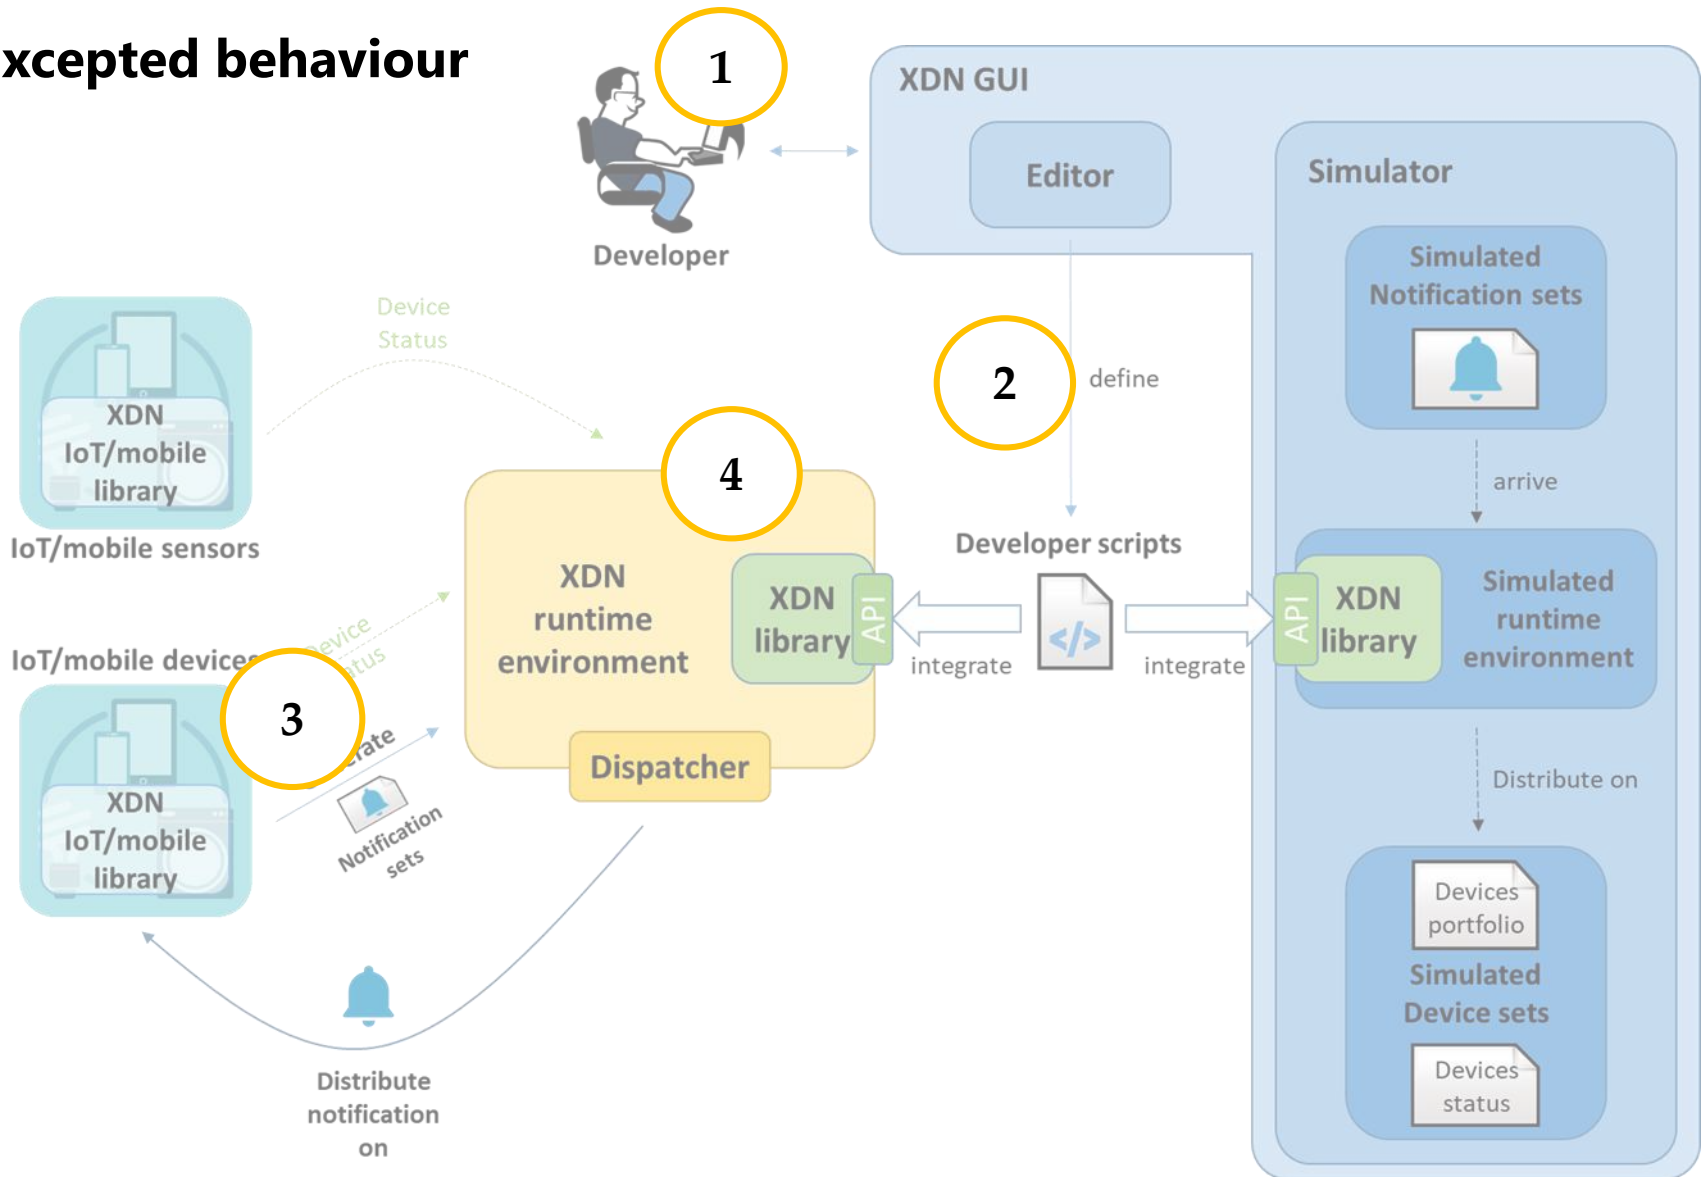 xcepted behaviour
1
XDN GUI
Editor
Simulator
Developer
Simulated
Notification sets
Device
Status
2
define
XDN
IoT/mobile
library
IoT/mobile sensors
4
arrive
Developer scripts
XDN
runtime
environment
XDN
library
API
integrate
</>
integrate
API
XDN
library
Simulated
runtime
environment
IoT/mobile devices
evice
atus
3
rate
Notification
sets
XDN
IoT/mobile
library
Dispatcher
Distribute on
Devices
portfolio
Simulated
Device sets
Devices
status
Distribute
notification
on